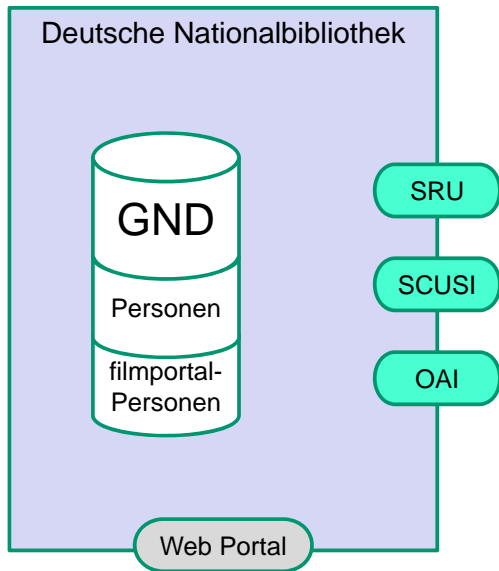 Deutsche Nationalbibliothek
GND
Personen
filmportal-
Personen
SRU
SCUSI
OAI
Web Portal